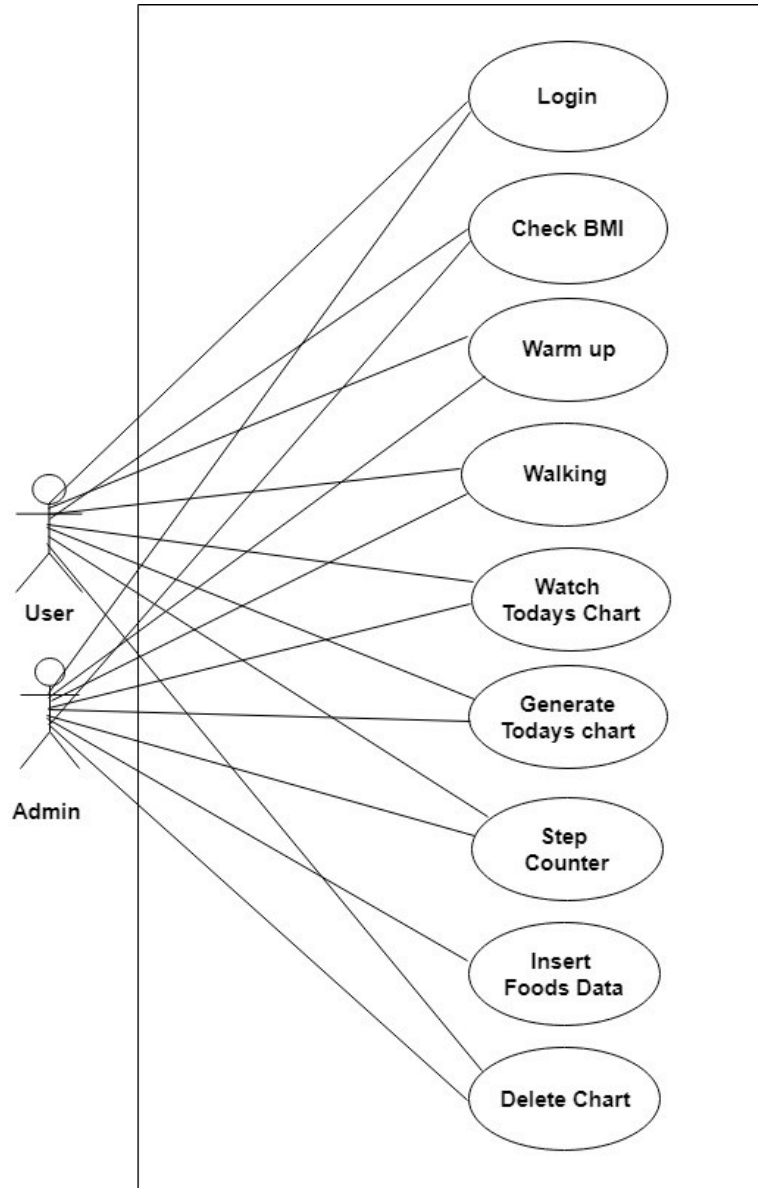 Login
Check BMI
Warm up
Walking
User
Watch
Todays Chart
Generate
Todays chart
Admin
Step
Counter
Insert
Foods Data
Delete Chart